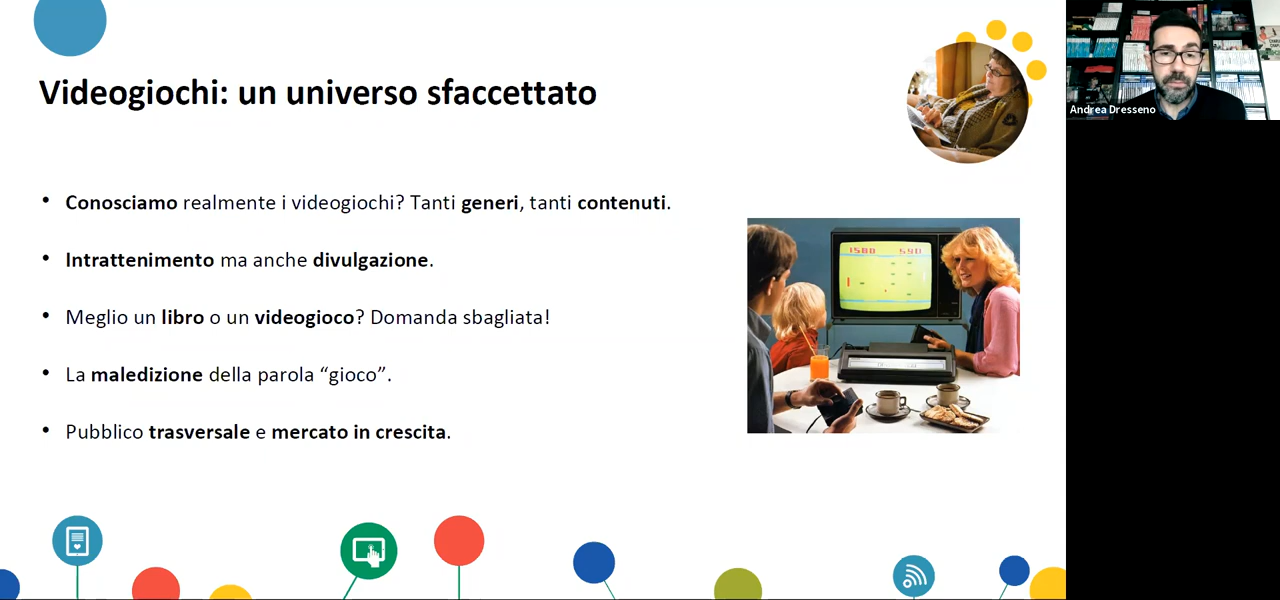 Videogiochi: un universo sfaccettato
• Conosciamo realmente i videogiochi? Tanti generi, tanti contenuti.
• Intrattenimento ma anche divulgazione.
• Meglio un libro o un videogioco? Domanda sbagliata!
• La maledizione della parola “gioco”.
• Pubblico trasversale e mercato in crescita.
Andrea Dresseno